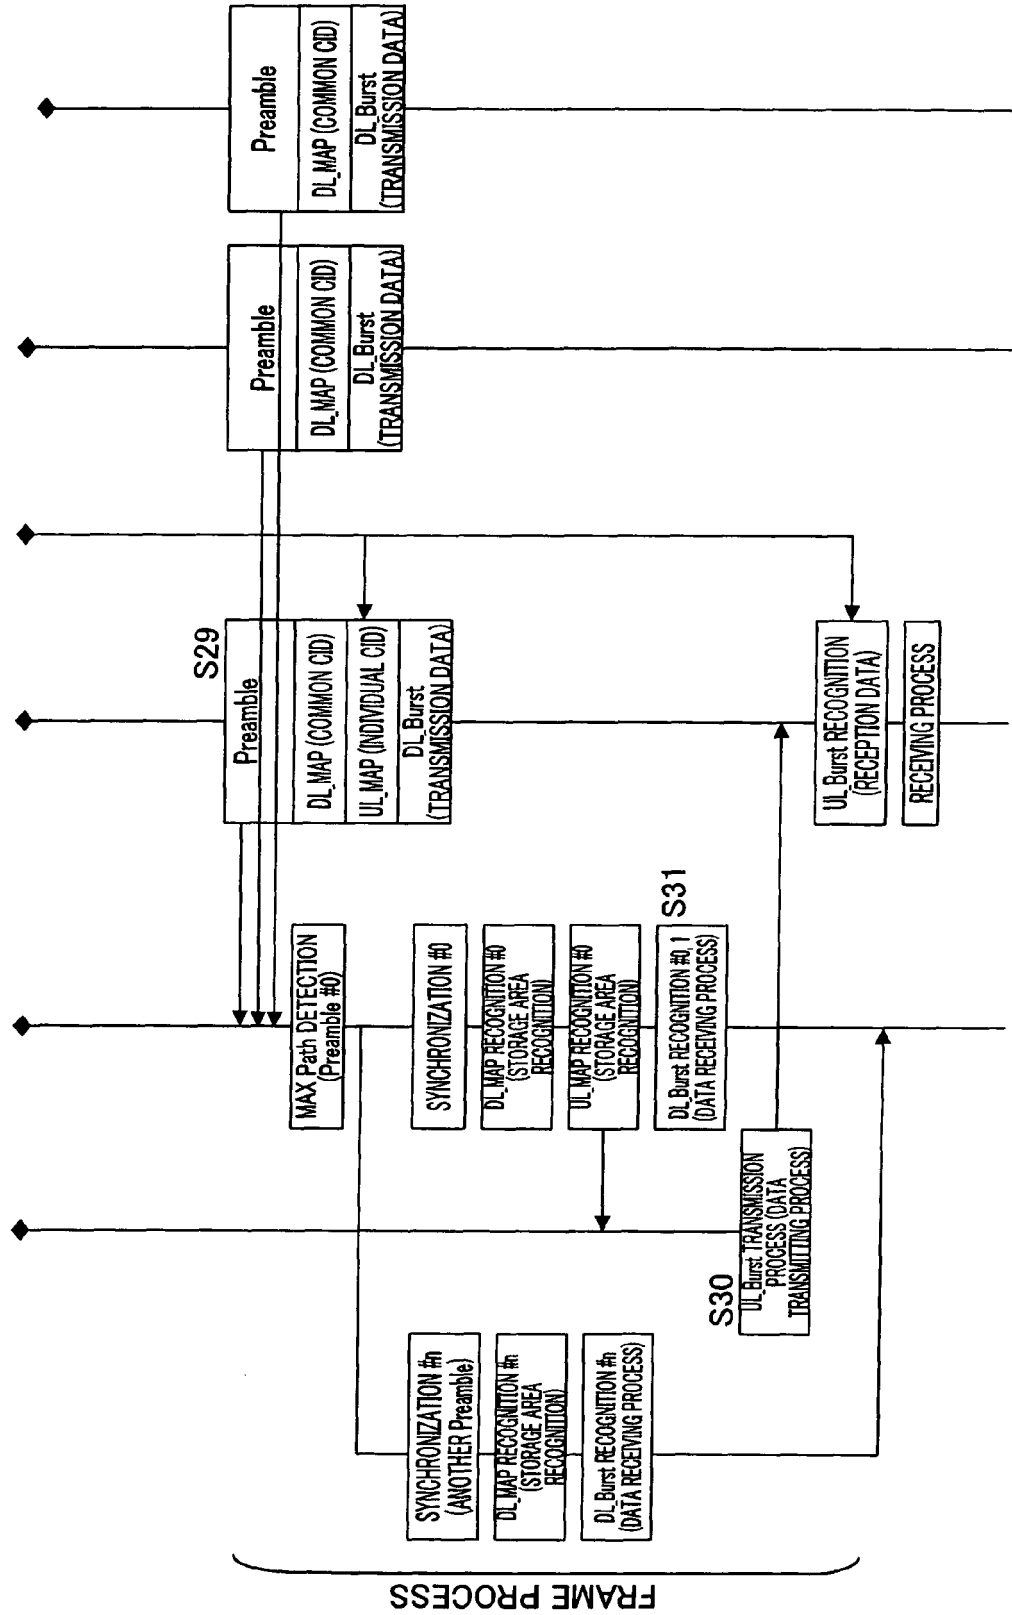 FRAME PROCESS
SYNCHRONIZATION #n
(ANOTHER Preamble)
DL_MAP RECOGNITION #n
(STORAGE AREA
RECOGNITION)
DL_Burst RECOGNITION #n
(DATA RECEIVING PROCESS)
S30
UL_Burst TRANSMISSION
PROCESS (DATA
TRANSMITTING PROCESS)
MAX Path DETECTION
(Preamble #0)
SYNCHRONIZATION #0
DL_MAP RECOGNITION #0
(STORAGE AREA
RECOGNITION)
UL_MAP RECOGNITION #0
(STORAGE AREA
RECOGNITION)
DL_Burst RECOGNITION #0, 1
(DATA RECEIVING PROCESS)
S31
S29
Preamble
DL_MAP (COMMON CID)
UL_MAP (INDIVIDUAL CID)
DL_Burst
(TRANSMISSION DATA)
UL_Burst RECOGNITION
(RECEPTION DATA)
RECEIVING PROCESS
Preamble
DL_MAP (COMMON CID)
DL_Burst
(TRANSMISSION DATA)
Preamble
DL_MAP (COMMON CID)
DL_Burst
(TRANSMISSION DATA)